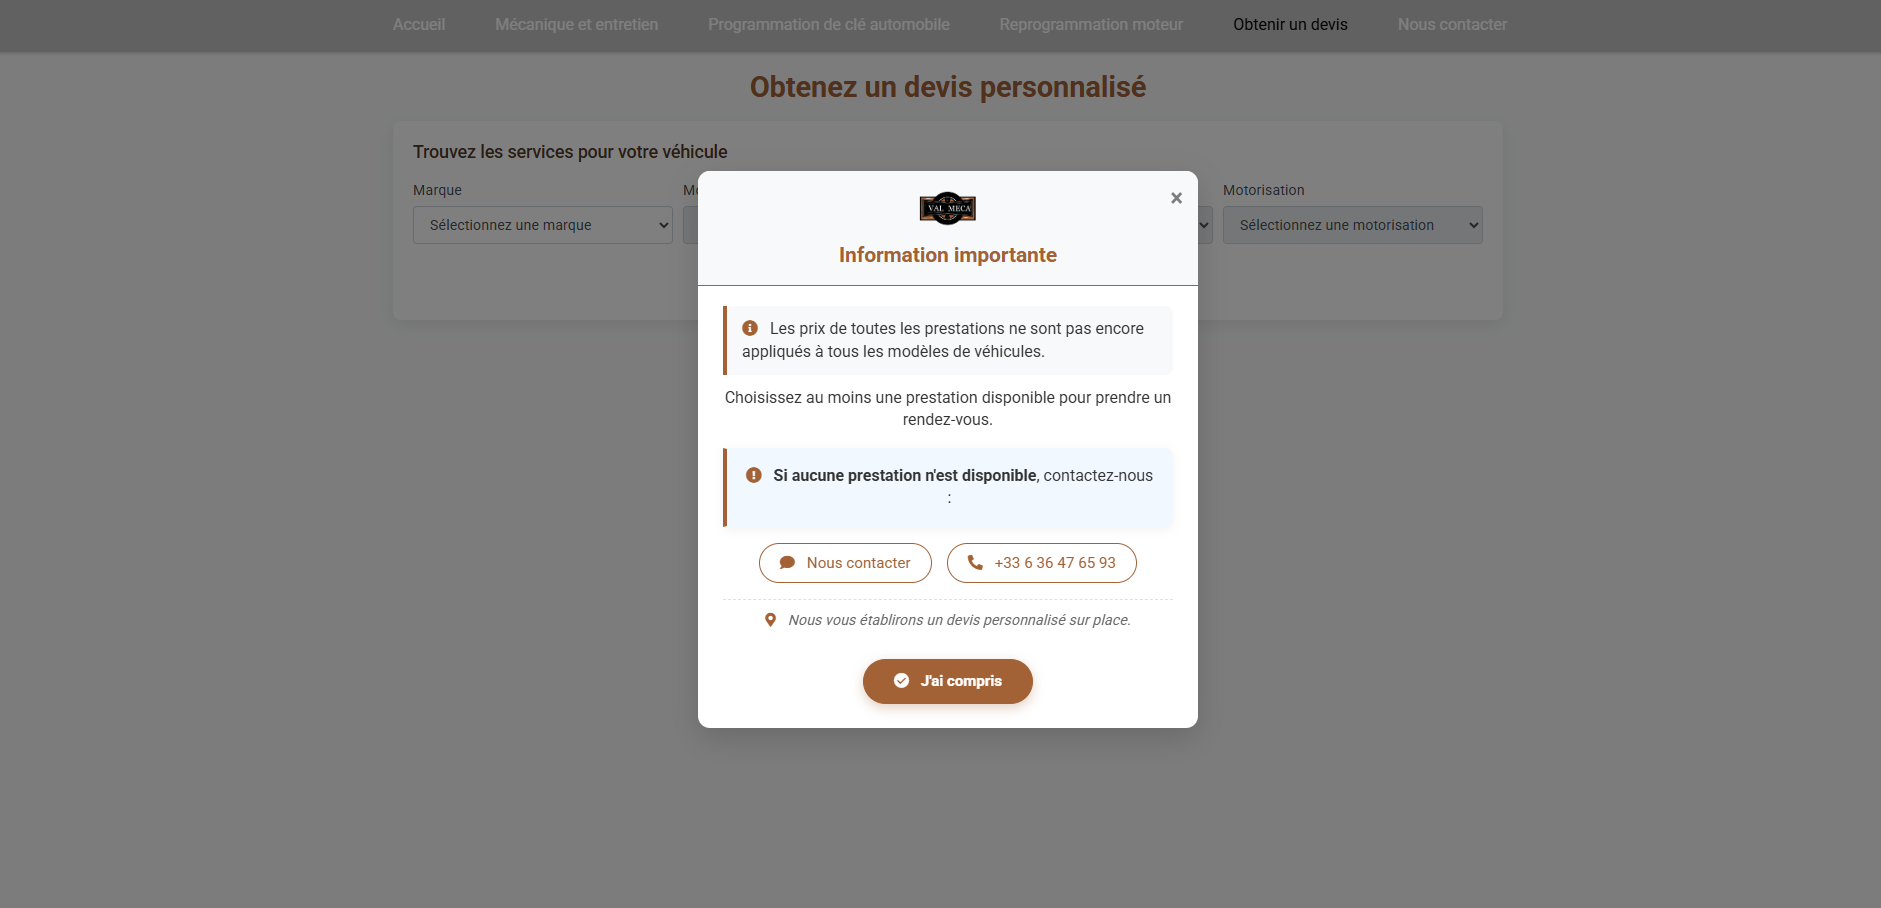 Accueil Mécanique et entretien Programmation de clé automobile Reprogrammation moteur Obtenir un devis Nous contacter
Obtenez un devis personnalisé
Trouvez les services pour votre véhicule
Marque
Motorisation
Sélectionnez une marque
Sélectionnez une motorisation
VAL MECA
×
Information importante
Les prix de toutes les prestations ne sont pas encore
appliqués à tous les modèles de véhicules.
Choisissez au moins une prestation disponible pour prendre un
rendez-vous.
Si aucune prestation n'est disponible, contactez-nous
:
Nous contacter
+33 6 36 47 65 93
Nous vous établirons un devis personnalisé sur place.
J'ai compris